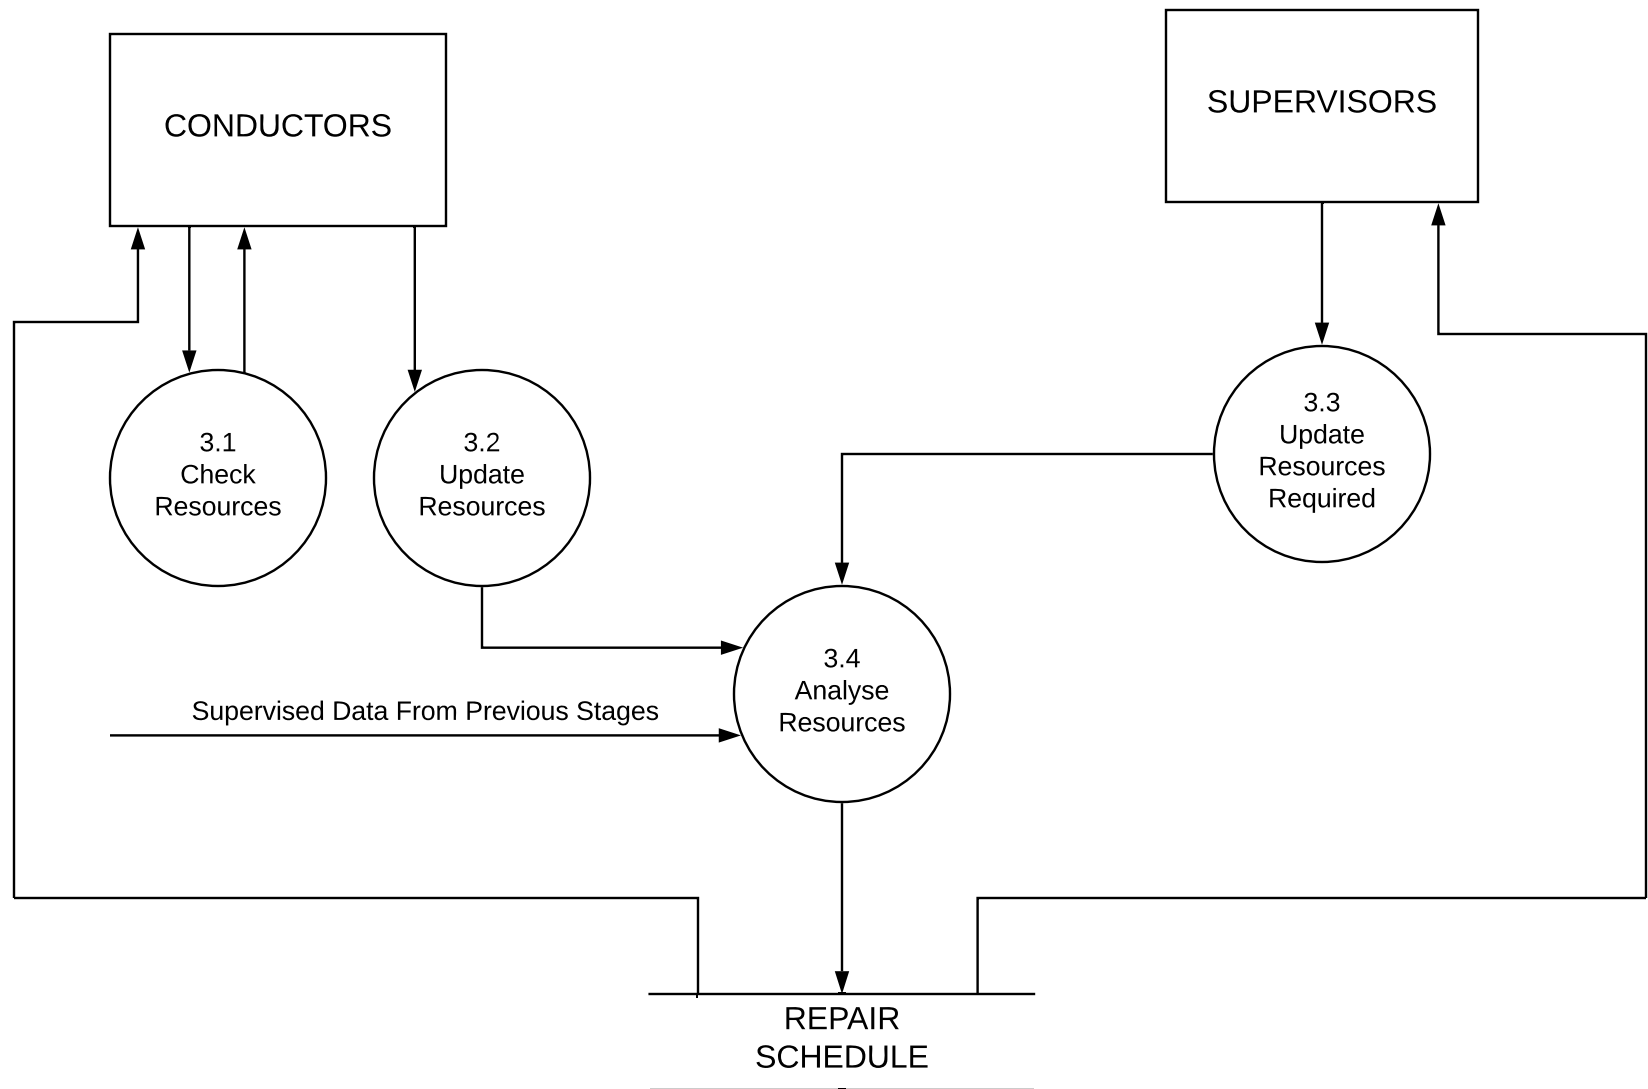 CONDUCTORS
SUPERVISORS
3.1
Check
Resources
3.2
Update
Resources
3.3
Update
Resources
Required
3.4
Analyse
Resources
Supervised Data From Previous Stages
REPAIR
SCHEDULE